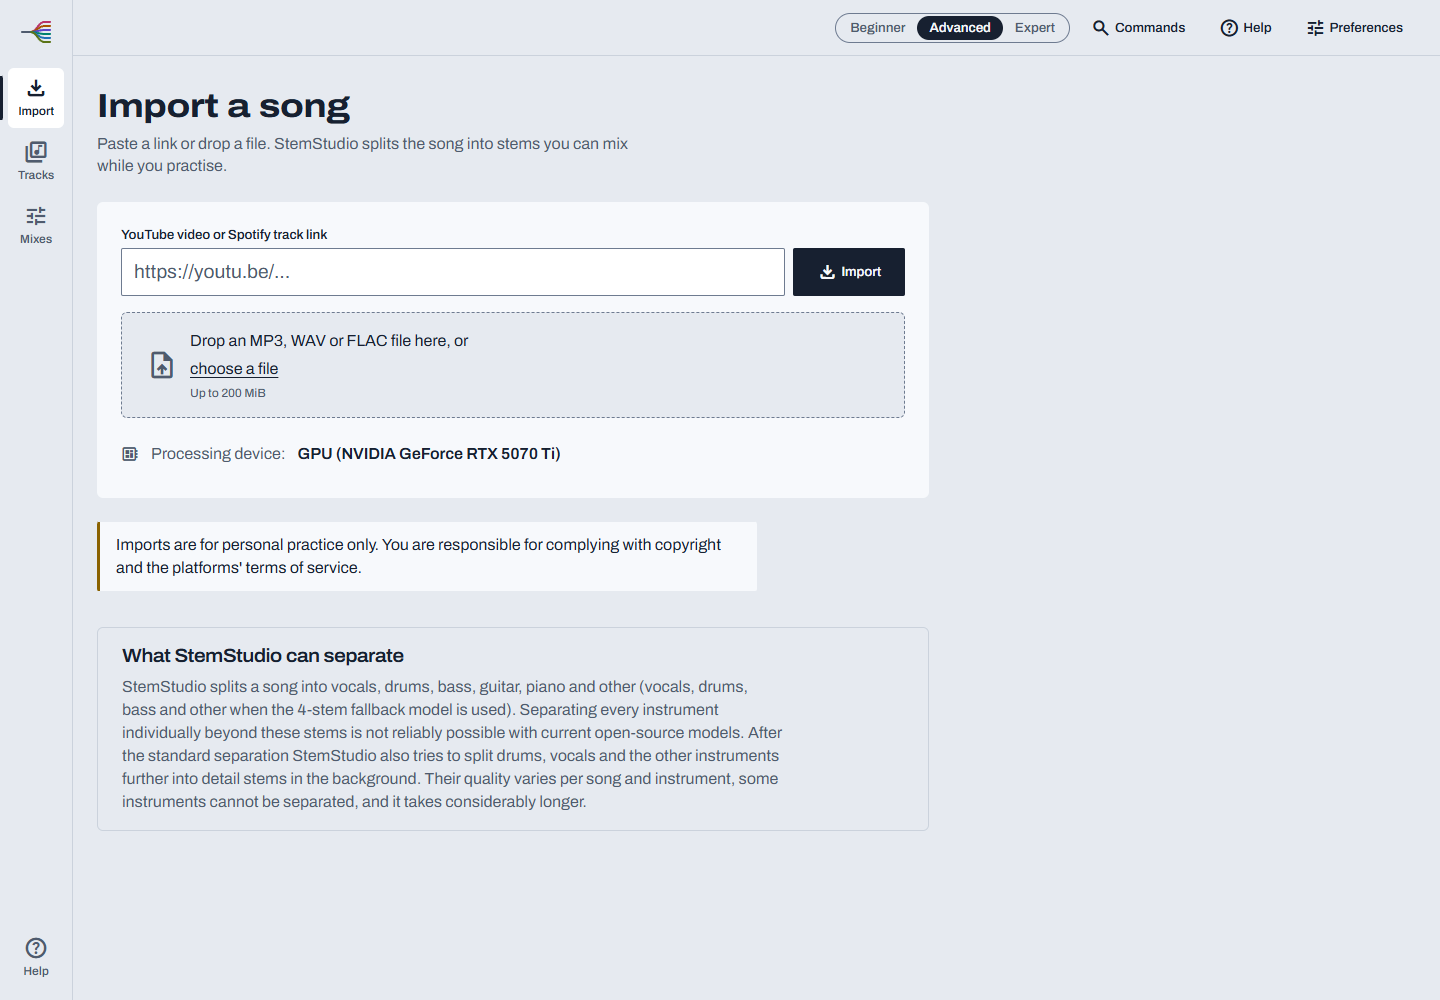 Beginner
Advanced
Expert
Commands
Help
Preferences
Import
Tracks
Mixes
Import a song
Paste a link or drop a file. StemStudio splits the song into stems you can mix
while you practise.
YouTube video or Spotify track link
https://youtu.be/...
Import
Drop an MP3, WAV or FLAC file here, or
choose a file
Up to 200 MiB
Processing device: GPU (NVIDIA GeForce RTX 5070 Ti)
Imports are for personal practice only. You are responsible for complying with copyright
and the platforms' terms of service.
What StemStudio can separate
StemStudio splits a song into vocals, drums, bass, guitar, piano and other (vocals, drums,
bass and other when the 4-stem fallback model is used). Separating every instrument
individually beyond these stems is not reliably possible with current open-source models. After
the standard separation StemStudio also tries to split drums, vocals and the other instruments
further into detail stems in the background. Their quality varies per song and instrument, some
instruments cannot be separated, and it takes considerably longer.
Help